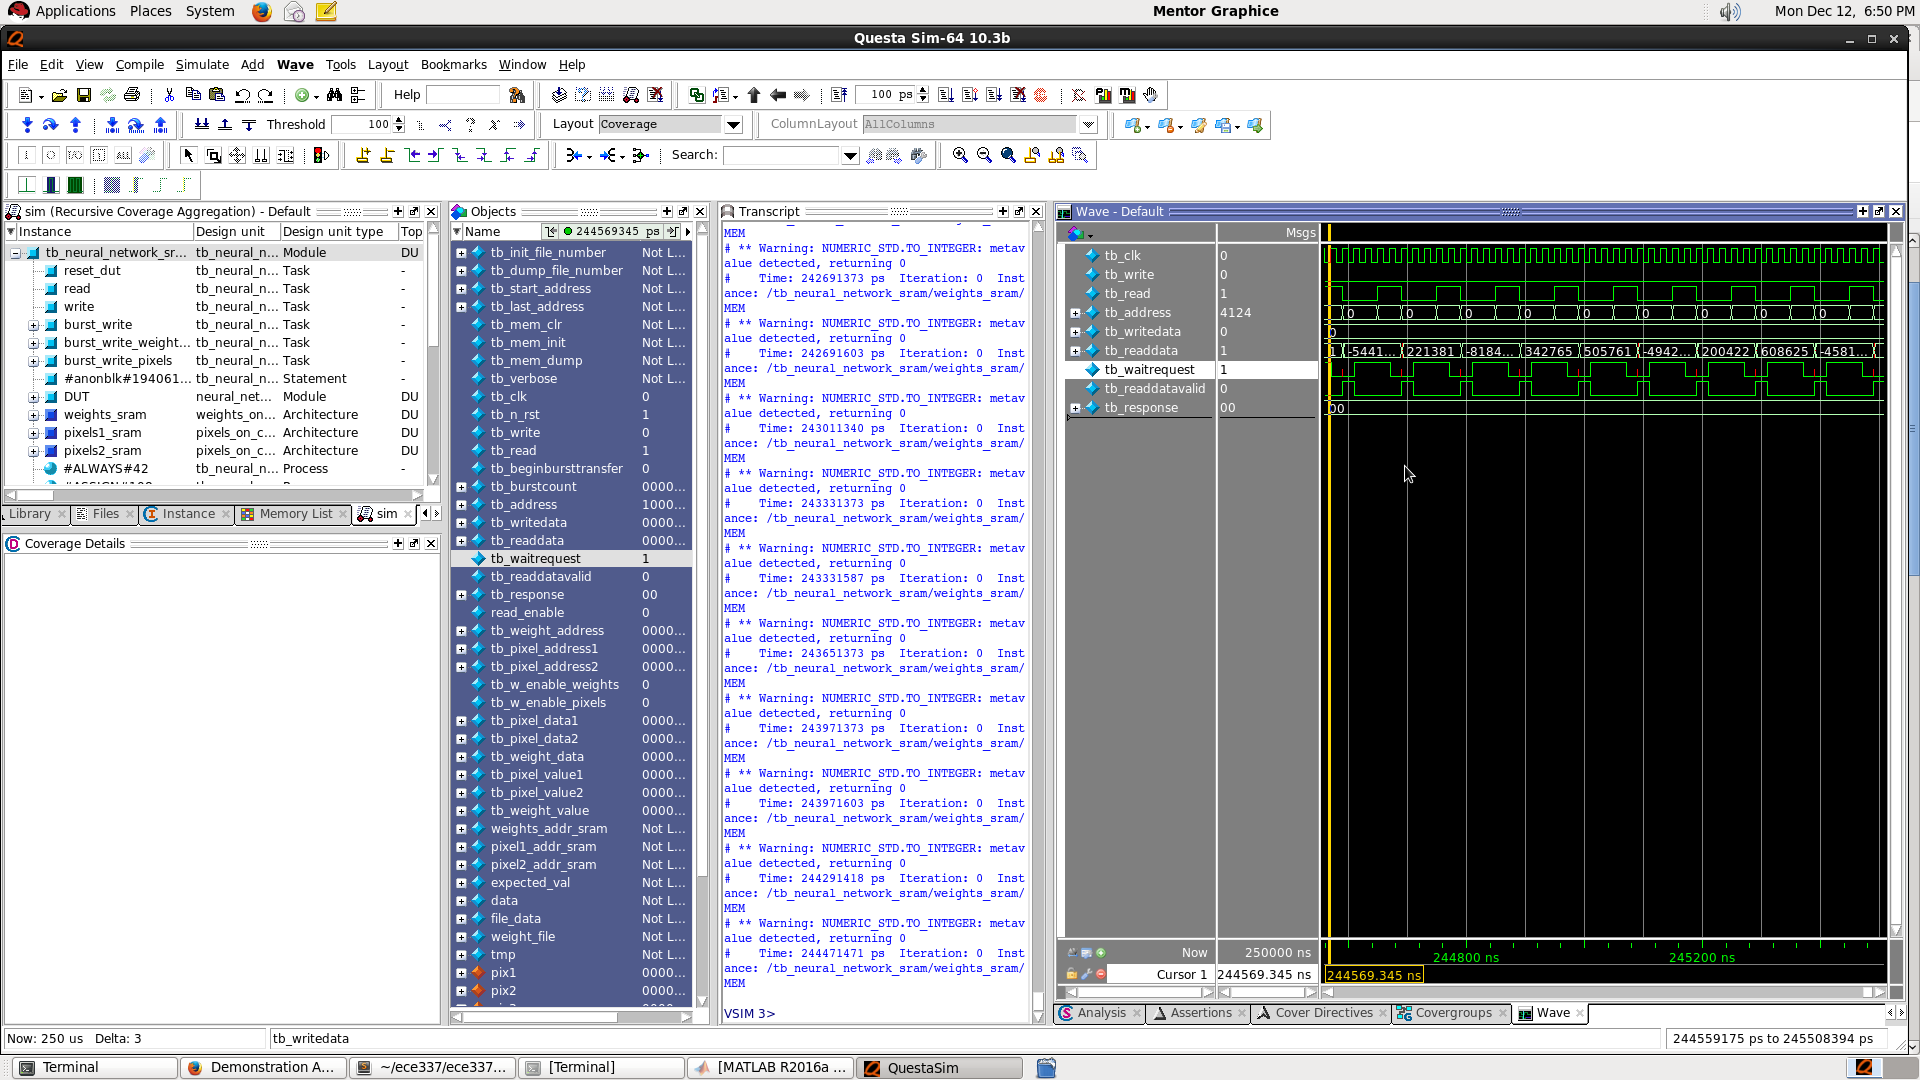 Applications Places System
Mentor Graphice
Mon Dec 12, 6:50 PM
Questa Sim-64 10.3b
File Edit View Compile Simulate Add Wave Tools Layout Bookmarks Window Help
Help
100 ps
Threshold 100
Layout Coverage
ColumnLayout AllColumns
Search:
sim (Recursive Coverage Aggregation) - Default
Instance Design unit Design unit type Top
tb_neural_network_sr... tb_neural_n... Module DU
reset_dut tb_neural_n... Task -
read tb_neural_n... Task -
write tb_neural_n... Task -
burst_write tb_neural_n... Task -
burst_write_weight... tb_neural_n... Task -
burst_write_pixels tb_neural_n... Task -
#anonblk#194061... tb_neural_n... Statement -
DUT neural_net... Module DU
weights_sram weights_on... Architecture DU
pixels1_sram pixels_on_c... Architecture DU
pixels2_sram pixels_on_c... Architecture DU
#ALWAYS#42 tb_neural_n... Process -
Library Files Instance Memory List sim
Coverage Details
Objects
Name 244569345 ps
tb_init_file_number Not L...
tb_dump_file_number Not L...
tb_start_address Not L...
tb_last_address Not L...
tb_mem_clr Not L...
tb_mem_init Not L...
tb_mem_dump Not L...
tb_verbose Not L...
tb_clk 0
tb_n_rst 1
tb_write 0
tb_read 1
tb_beginbursttransfer 0
tb_burstcount 0000...
tb_address 1000...
tb_writedata 0000...
tb_readdata 0000...
tb_waitrequest 1
tb_readdatavalid 0
tb_response 00
read_enable 0
tb_weight_address 0000...
tb_pixel_address1 0000...
tb_pixel_address2 0000...
tb_w_enable_weights 0
tb_w_enable_pixels 0
tb_pixel_data1 0000...
tb_pixel_data2 0000...
tb_weight_data 0000...
tb_pixel_value1 0000...
tb_pixel_value2 0000...
tb_weight_value 0000...
weights_addr_sram Not L...
pixel1_addr_sram Not L...
pixel2_addr_sram Not L...
expected_val Not L...
data Not L...
file_data Not L...
weight_file Not L...
tmp Not L...
pix1 0000...
pix2 0000...
Transcript
MEM
# ** Warning: NUMERIC_STD.TO_INTEGER: metav
alue detected, returning 0
# Time: 242691373 ps Iteration: 0 Inst
ance: /tb_neural_network_sram/weights_sram/
MEM
# ** Warning: NUMERIC_STD.TO_INTEGER: metav
alue detected, returning 0
# Time: 242691603 ps Iteration: 0 Inst
ance: /tb_neural_network_sram/weights_sram/
MEM
# ** Warning: NUMERIC_STD.TO_INTEGER: metav
alue detected, returning 0
# Time: 243011340 ps Iteration: 0 Inst
ance: /tb_neural_network_sram/weights_sram/
MEM
# ** Warning: NUMERIC_STD.TO_INTEGER: metav
alue detected, returning 0
# Time: 243331373 ps Iteration: 0 Inst
ance: /tb_neural_network_sram/weights_sram/
MEM
# ** Warning: NUMERIC_STD.TO_INTEGER: metav
alue detected, returning 0
# Time: 243331587 ps Iteration: 0 Inst
ance: /tb_neural_network_sram/weights_sram/
MEM
# ** Warning: NUMERIC_STD.TO_INTEGER: metav
alue detected, returning 0
# Time: 243651373 ps Iteration: 0 Inst
ance: /tb_neural_network_sram/weights_sram/
MEM
# ** Warning: NUMERIC_STD.TO_INTEGER: metav
alue detected, returning 0
# Time: 243971373 ps Iteration: 0 Inst
ance: /tb_neural_network_sram/weights_sram/
MEM
# ** Warning: NUMERIC_STD.TO_INTEGER: metav
alue detected, returning 0
# Time: 243971603 ps Iteration: 0 Inst
ance: /tb_neural_network_sram/weights_sram/
MEM
# ** Warning: NUMERIC_STD.TO_INTEGER: metav
alue detected, returning 0
# Time: 244291418 ps Iteration: 0 Inst
ance: /tb_neural_network_sram/weights_sram/
MEM
# ** Warning: NUMERIC_STD.TO_INTEGER: metav
alue detected, returning 0
# Time: 244471471 ps Iteration: 0 Inst
ance: /tb_neural_network_sram/weights_sram/
MEM
VSIM 3>
Wave - Default
Msgs
tb_clk 0
tb_write 0
tb_read 1
tb_address 4124 0 0 0 0 0 0 0 0 0
tb_writedata 0 0
tb_readdata 1 1 -5441... 221381 -8184... 342765 505761 -4942... 200422 608625 -4581...
tb_waitrequest 1
tb_readdatavalid 0
tb_response 00 00
Now 250000 ns 244800 ns 245200 ns
Cursor 1 244569.345 ns 244569.345 ns
Analysis Assertions Cover Directives Covergroups Wave
Now: 250 us Delta: 3
tb_writedata
244559175 ps to 245508394 ps
Terminal
Demonstration A...
~/ece337/ece337...
[Terminal]
[MATLAB R2016a ...
QuestaSim